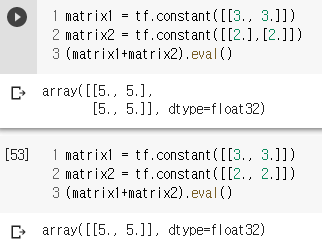 1 matrix1 = tf.constant([[3., 3.]])
2 matrix2 = tf.constant([[2.],[2.]])
3 (matrix1+matrix2).eval()
array([[5., 5.],
[5., 5.]], dtype=float32)
[53] 1 matrix1 = tf.constant([[3., 3.]])
2 matrix2 = tf.constant([[2., 2.]])
3 (matrix1+matrix2).eval()
array([[5., 5.]], dtype=float32)